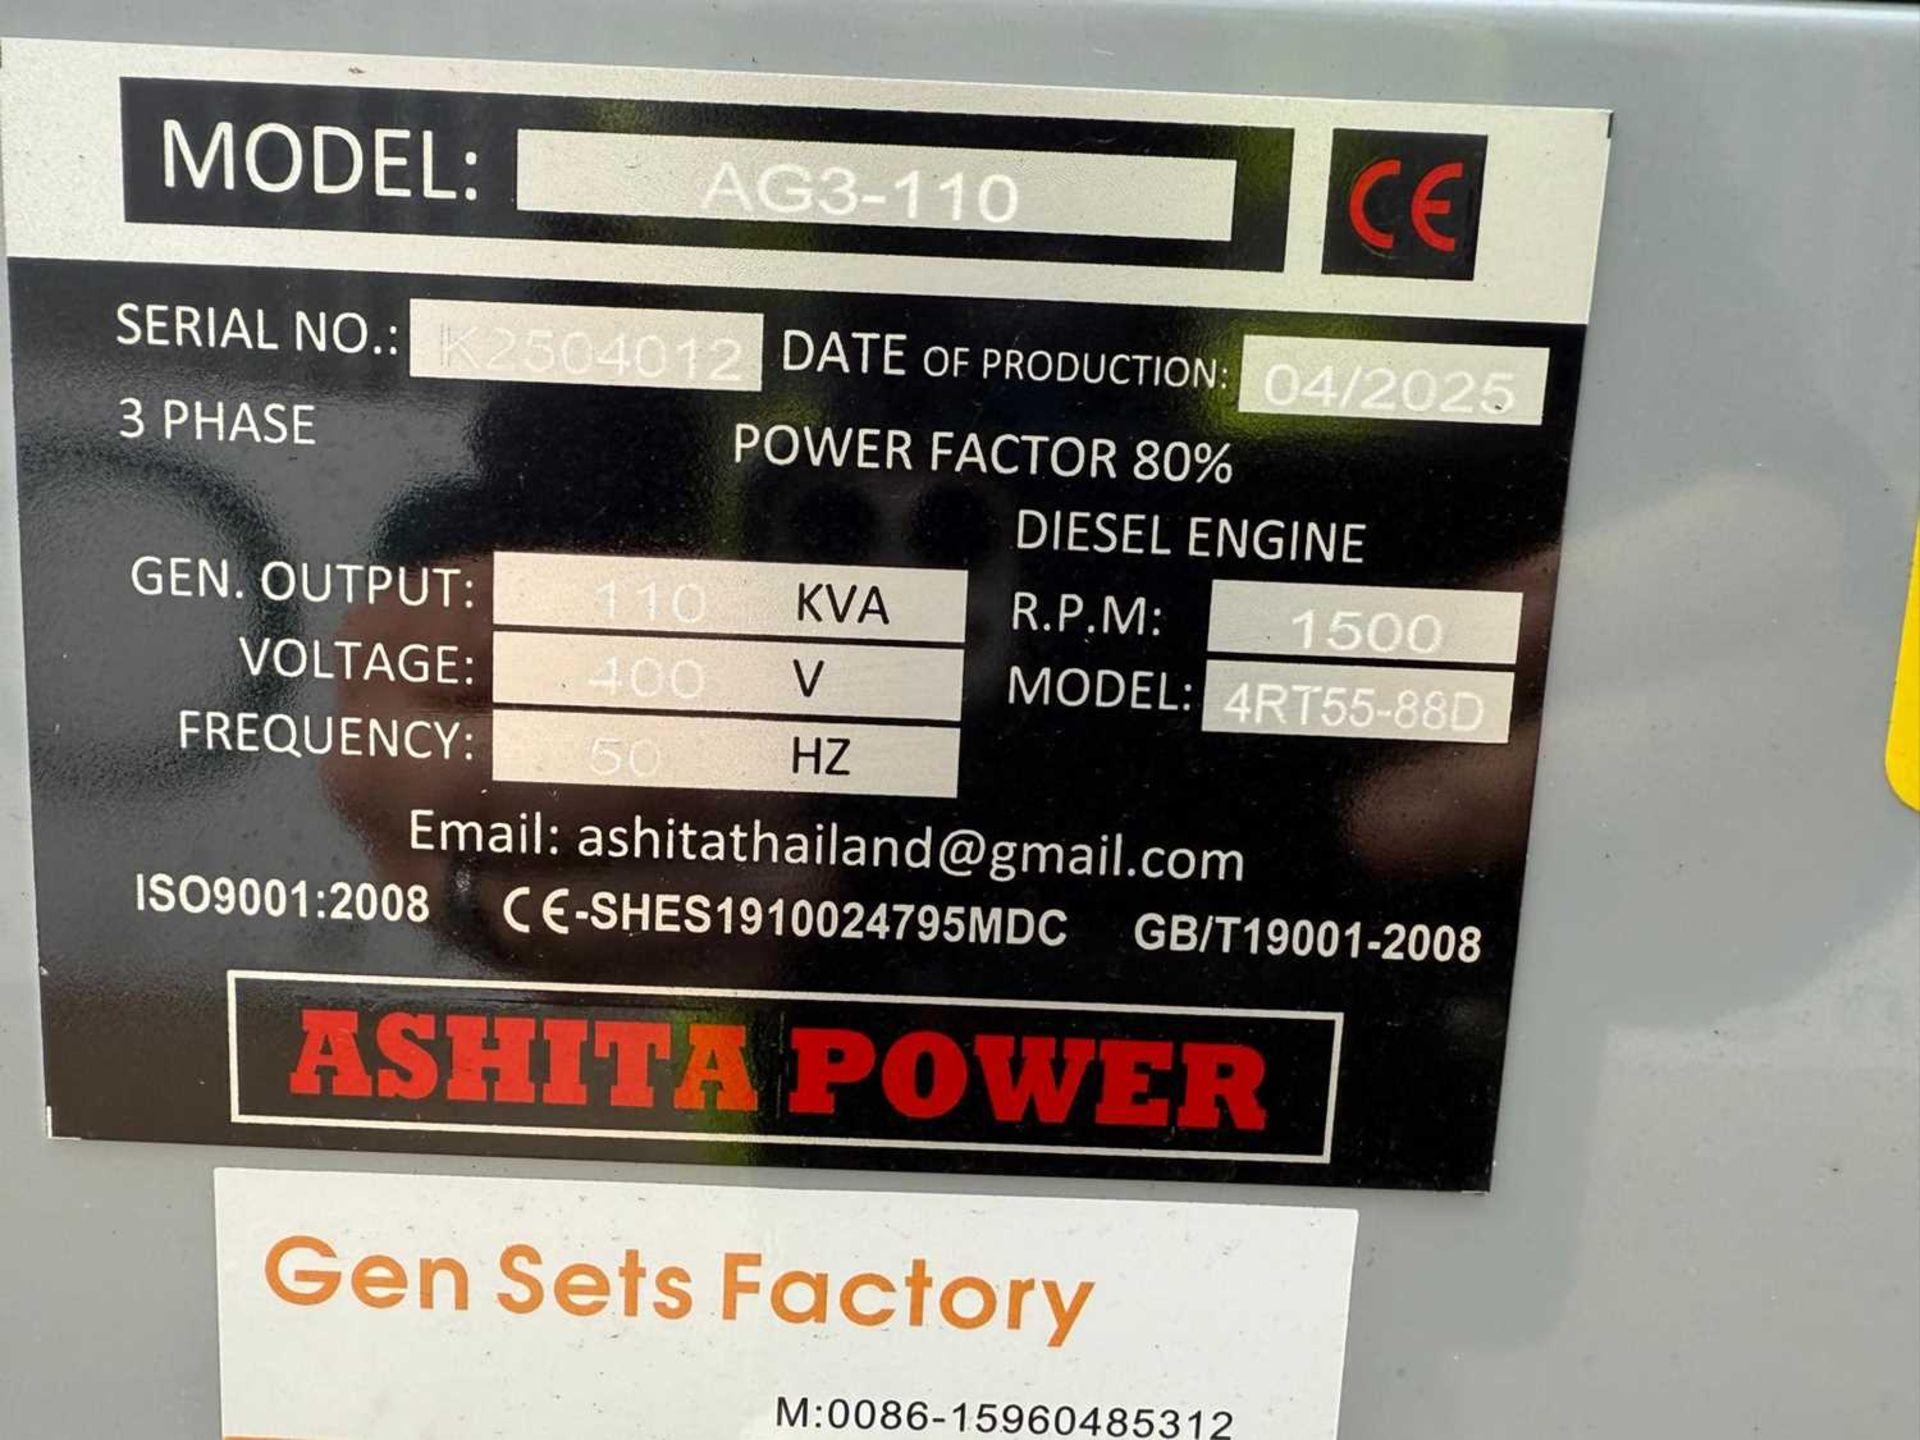 MODEL: AG3-110 CE
SERIAL NO.: K2504012 DATE OF PRODUCTION: 04/2025
3 PHASE POWER FACTOR 80%
DIESEL ENGINE
GEN. OUTPUT: 110 KVA R.P.M: 1500
VOLTAGE: 400 V MODEL: 4RT55-88D
FREQUENCY: 50 HZ
Email: ashitathailand@gmail.com
ISO9001:2008 CE-SHES1910024795MDC GB/T19001-2008
ASHITA POWER
Gen Sets Factory
M:0086-15960485312